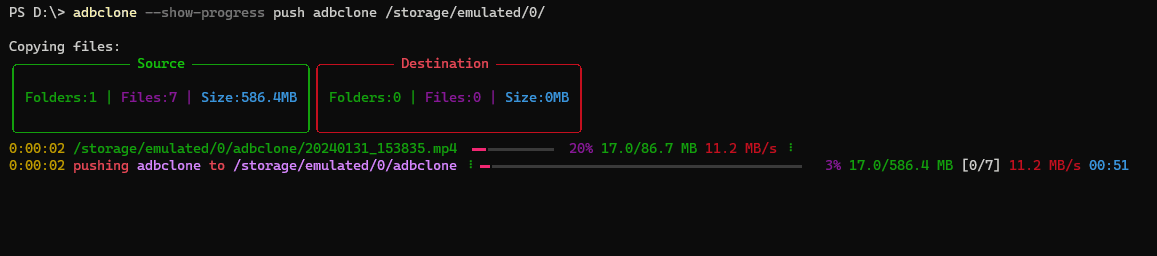 PS D:\> adbclone --show-progress push adbclone /storage/emulated/0/
Copying files:
Source
Destination
Folders:1 | Files:7 | Size:586.4MB
Folders:0 | Files:0 | Size:0MB
0:00:02 /storage/emulated/0/adbclone/20240131_153835.mp4 20% 17.0/86.7 MB 11.2 MB/s
0:00:02 pushing adbclone to /storage/emulated/0/adbclone 3% 17.0/586.4 MB [0/7] 11.2 MB/s 00:51